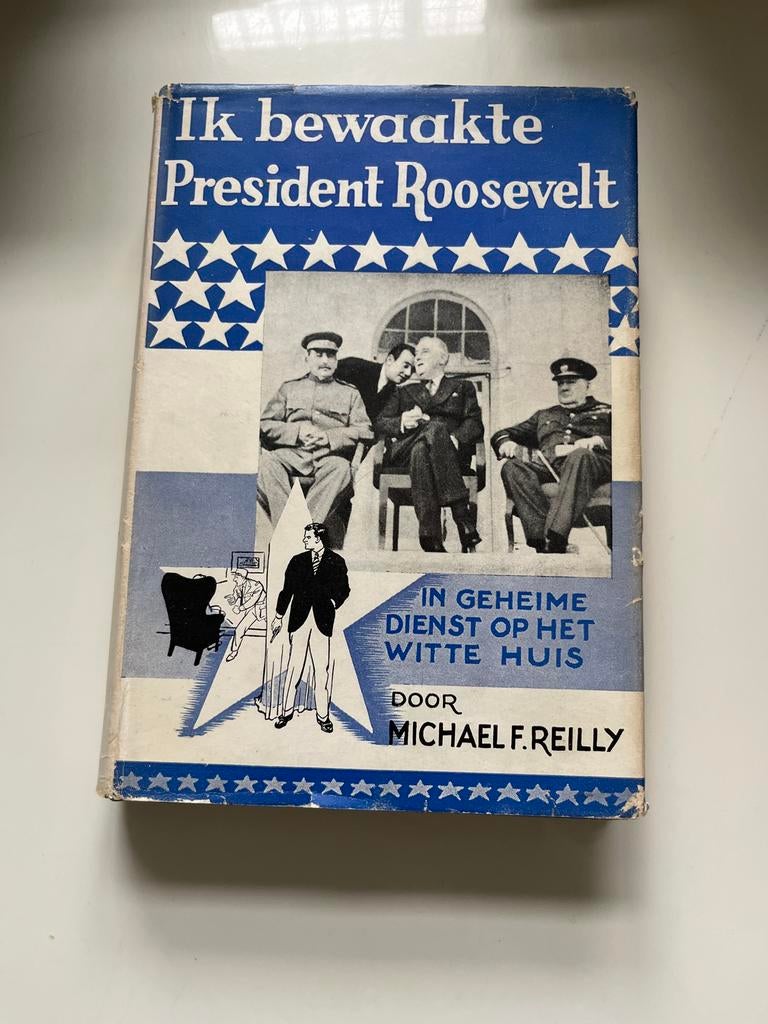 Ik bewaakte
President Roosevelt
IN GEHEIME
DIENST OP HET
WITTE HUIS
DOOR
MICHAEL F. REILLY